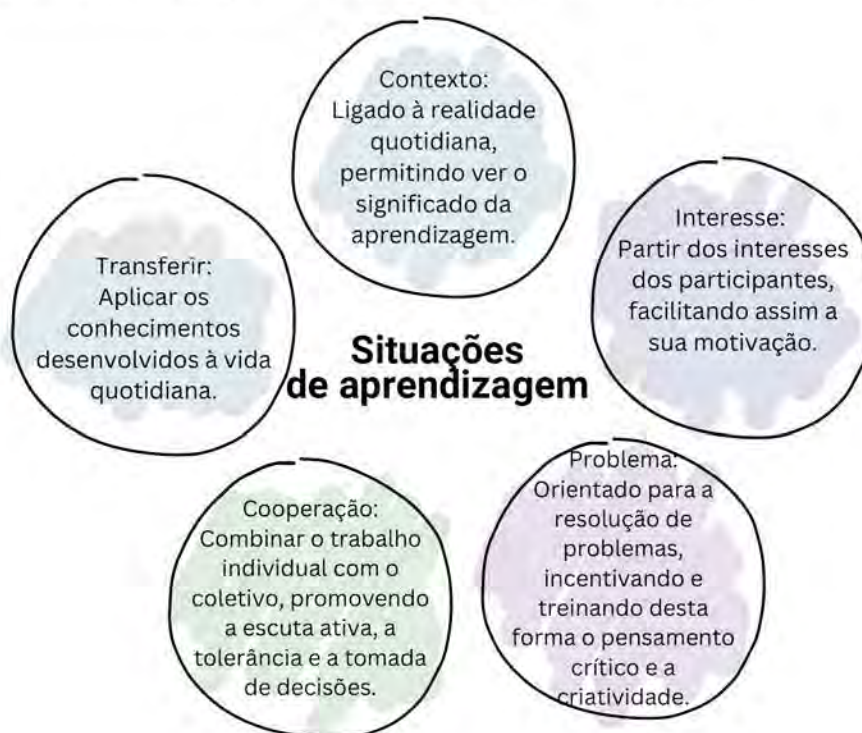 Contexto:
Ligado à realidade
quotidiana,
permitindo ver o
significado da
aprendizagem.
Interesse:
Partir dos interesses
dos participantes,
facilitando assim a
sua motivação.
Transferir:
Aplicar os
conhecimentos
desenvolvidos à vida
quotidiana.
Situações
de aprendizagem
Cooperação:
Combinar o trabalho
individual com o
coletivo, promovendo
a escuta ativa, a
tolerância e a tomada
de decisões.
Problema:
Orientado para a
resolução de
problemas,
incentivando e
treinando desta
forma o pensamento
crítico e a
criatividade.